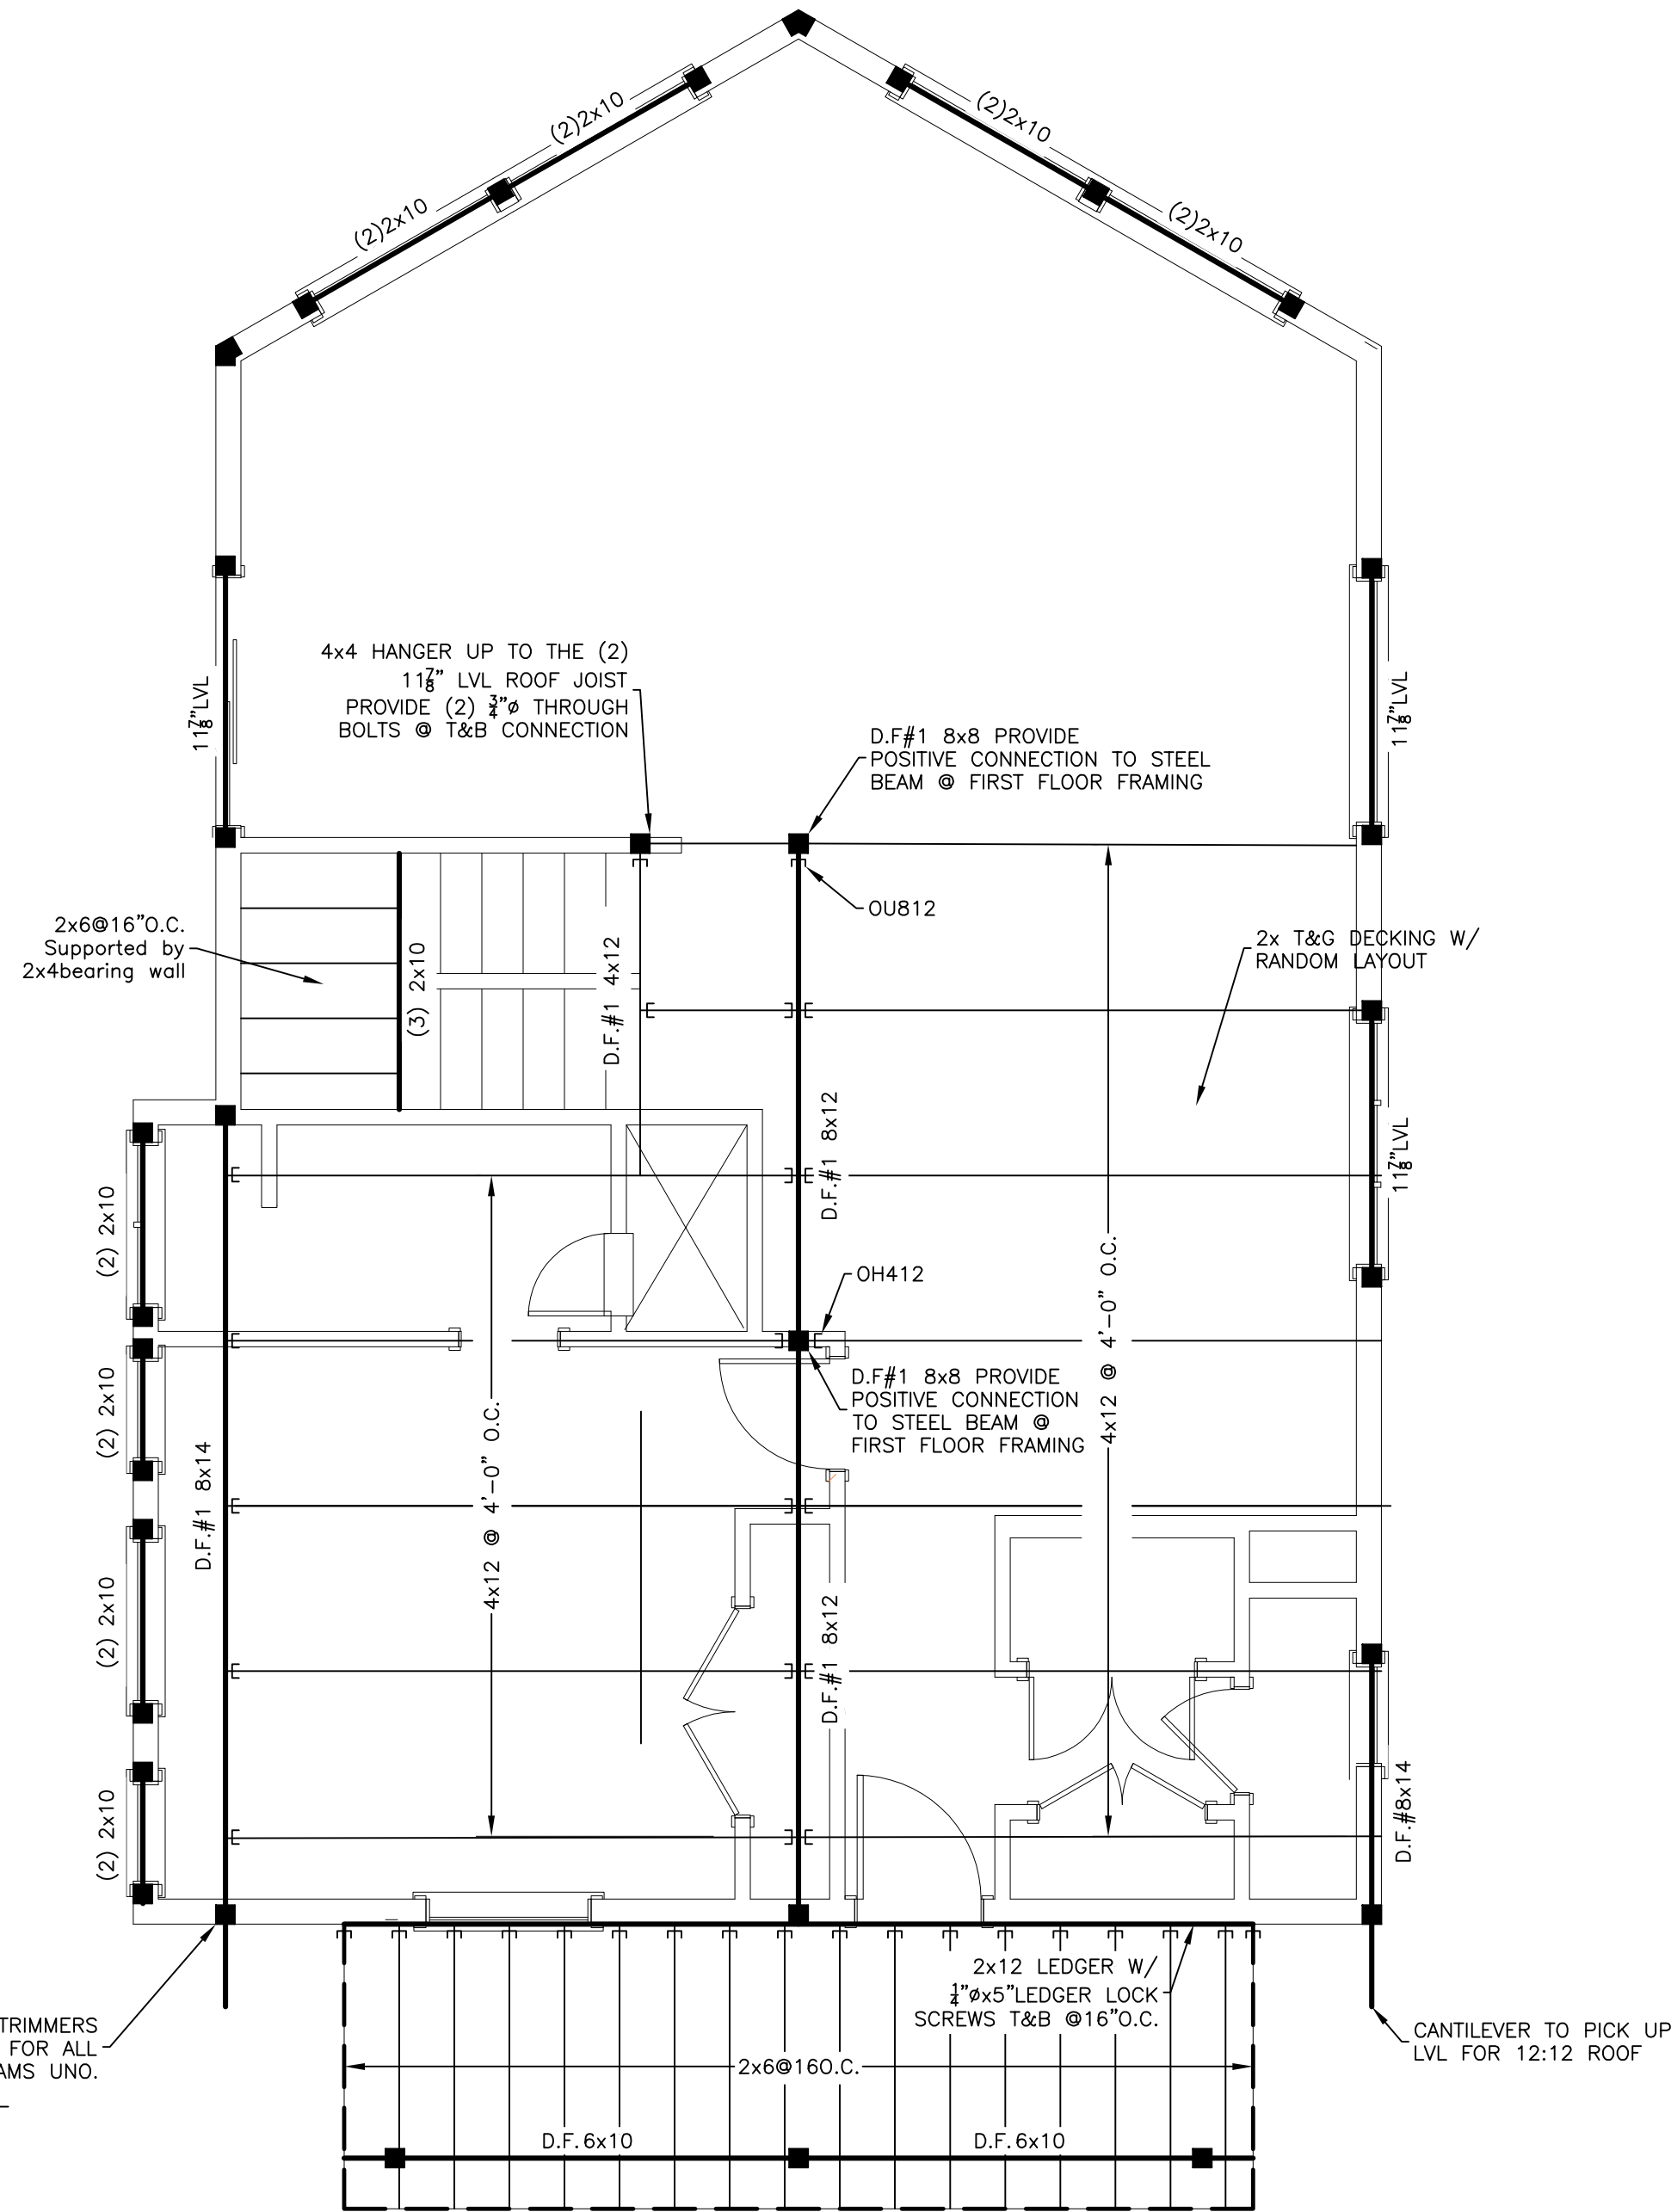 (2)2x10
(2)2x10
(2)2x10
(2)2x10
4x4 HANGER UP TO THE (2)
11⅞" LVL ROOF JOIST
PROVIDE (2) ¾"ø THROUGH
BOLTS @ T&B CONNECTION
11⅞"LVL
11⅞"LVL
D.F#1 8x8 PROVIDE
POSITIVE CONNECTION TO STEEL
BEAM @ FIRST FLOOR FRAMING
OU812
2x6@16"O.C.
Supported by
2x4bearing wall
(3) 2x10
D.F.#1 4x12
2x T&G DECKING W/
RANDOM LAYOUT
D.F.#1 8x12
11⅞"LVL
(2) 2x10
OH412
4x12 @ 4'-0" O.C.
D.F#1 8x8 PROVIDE
POSITIVE CONNECTION
TO STEEL BEAM @
FIRST FLOOR FRAMING
(2) 2x10
D.F.#1 8x14
4x12 @ 4'-0" O.C.
(2) 2x10
D.F.#1 8x12
(2) 2x10
D.F.#8x14
2x12 LEDGER W/
¼"øx5"LEDGER LOCK
SCREWS T&B @16"O.C.
TRIMMERS
FOR ALL
AMS UNO.
CANTILEVER TO PICK UP
LVL FOR 12:12 ROOF
2x6@16O.C.
D.F.6x10
D.F.6x10